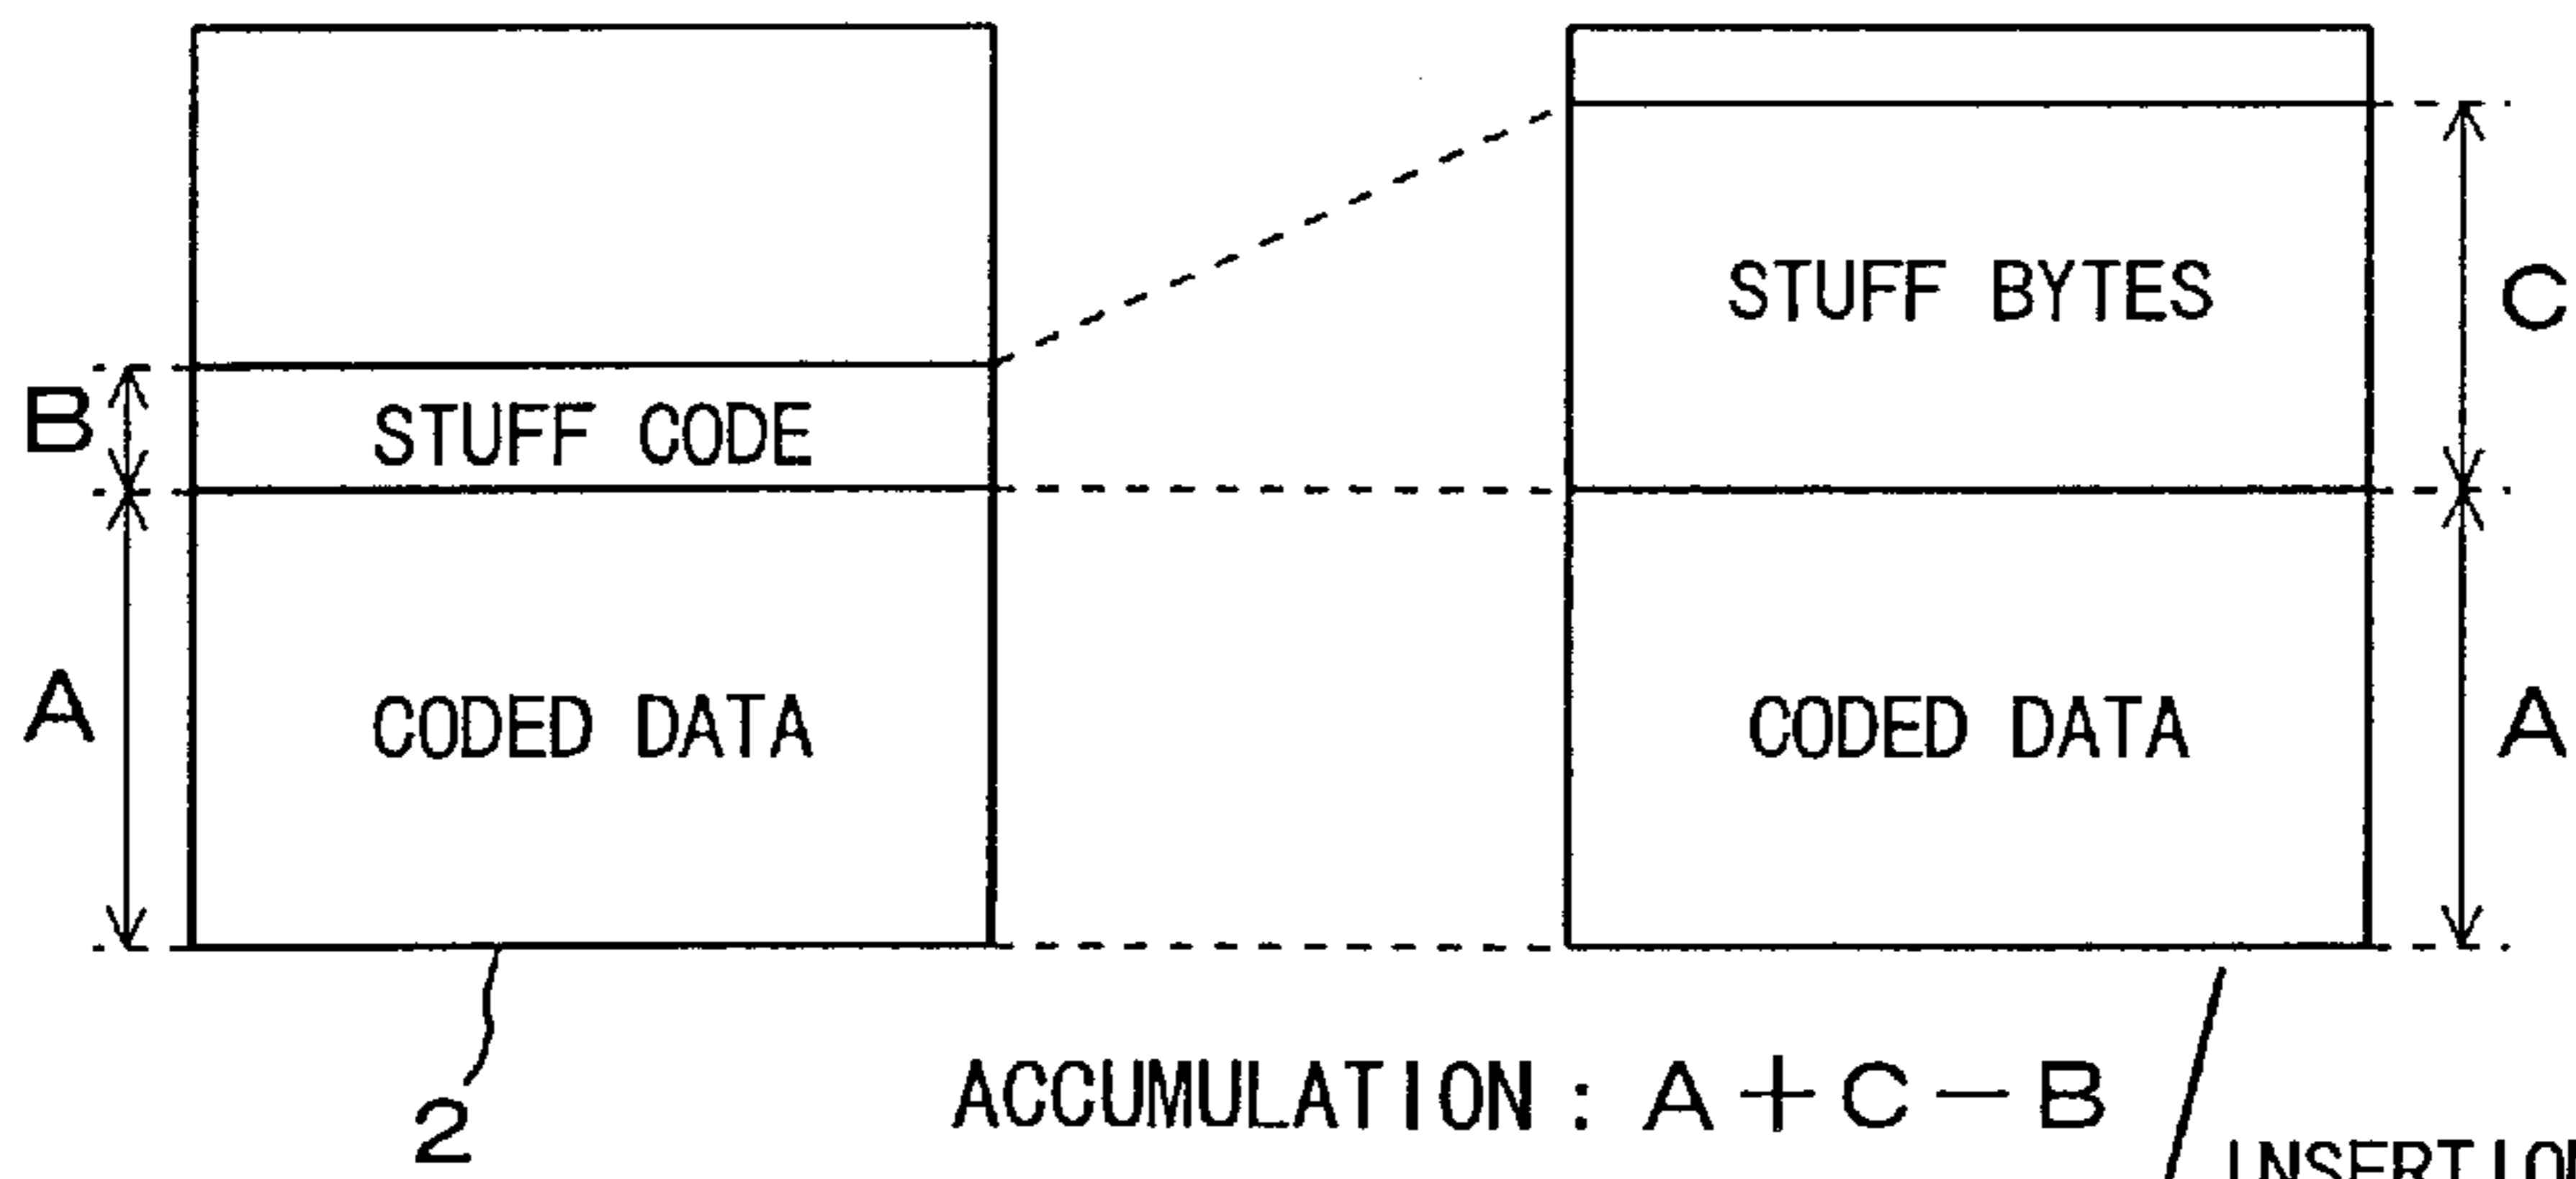 STUFF BYTES
C
B
STUFF CODE
A
CODED DATA
CODED DATA
A
2
ACCUMULATION : A + C - B